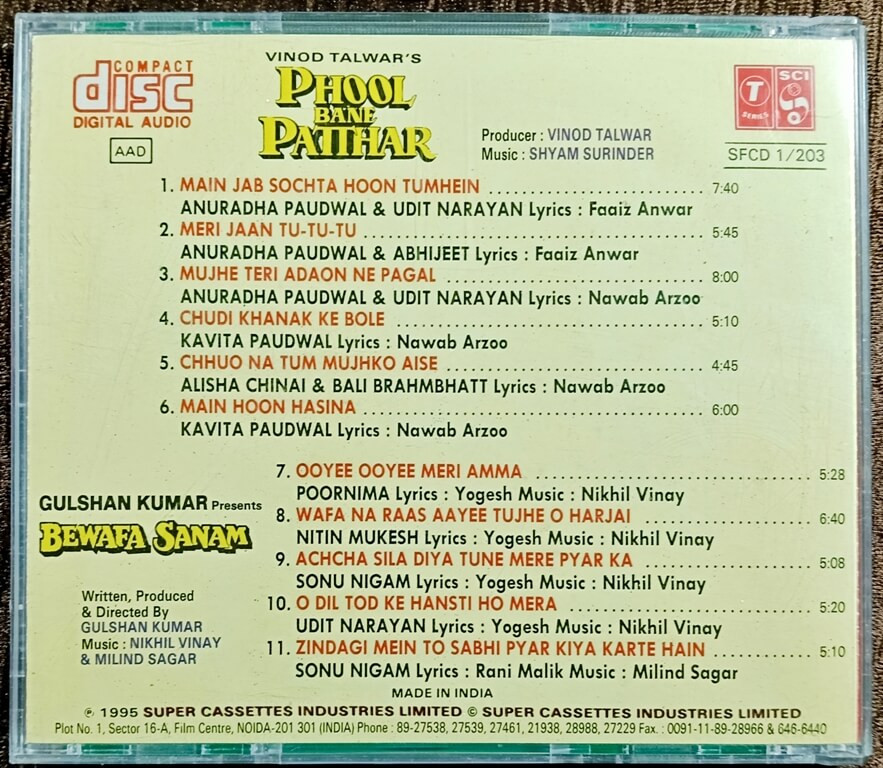 COMPACT
disc
DIGITAL AUDIO
AAD
VINOD TALWAR'S
PHOOL
BANE
PATTHAR
Producer : VINOD TALWAR
Music : SHYAM SURINDER
T
SERIES
SCI
SFCD 1/203
1. MAIN JAB SOCHTA HOON TUMHEIN ........................... 7:40
ANURADHA PAUDWAL & UDIT NARAYAN Lyrics : Faaiz Anwar
2. MERI JAAN TU-TU-TU ........................................... 5:45
ANURADHA PAUDWAL & ABHIJEET Lyrics : Faaiz Anwar
3. MUJHE TERI ADAON NE PAGAL ................................. 8:00
ANURADHA PAUDWAL & UDIT NARAYAN Lyrics : Nawab Arzoo
4. CHUDI KHANAK KE BOLE ....................................... 5:10
KAVITA PAUDWAL Lyrics : Nawab Arzoo
5. CHHUO NA TUM MUJHKO AISE ................................. 4:45
ALISHA CHINAI & BALI BRAHMBHATT Lyrics : Nawab Arzoo
6. MAIN HOON HASINA ........................................... 6:00
KAVITA PAUDWAL Lyrics : Nawab Arzoo
GULSHAN KUMAR Presents
BEWAFA SANAM
Written, Produced
& Directed By
GULSHAN KUMAR
Music : NIKHIL VINAY
& MILIND SAGAR
7. OOYEE OOYEE MERI AMMA ................................... 5:28
POORNIMA Lyrics : Yogesh Music : Nikhil Vinay
8. WAFA NA RAAS AAYEE TUJHE O HARJAI ..................... 6:40
NITIN MUKESH Lyrics : Yogesh Music : Nikhil Vinay
9. ACHCHA SILA DIYA TUNE MERE PYAR KA ..................... 5:08
SONU NIGAM Lyrics : Yogesh Music : Nikhil Vinay
10. O DIL TOD KE HANSTI HO MERA ............................. 5:20
UDIT NARAYAN Lyrics : Yogesh Music : Nikhil Vinay
11. ZINDAGI MEIN TO SABHI PYAR KIYA KARTE HAIN ............. 5:10
SONU NIGAM Lyrics : Rani Malik Music : Milind Sagar
MADE IN INDIA
℗ 1995 SUPER CASSETTES INDUSTRIES LIMITED © SUPER CASSETTES INDUSTRIES LIMITED
Plot No. 1, Sector 16-A, Film Centre, NOIDA-201 301 (INDIA) Phone : 89-27538, 27539, 27461, 21938, 28988, 27229 Fax. : 0091-11-89-28966 & 646-6440